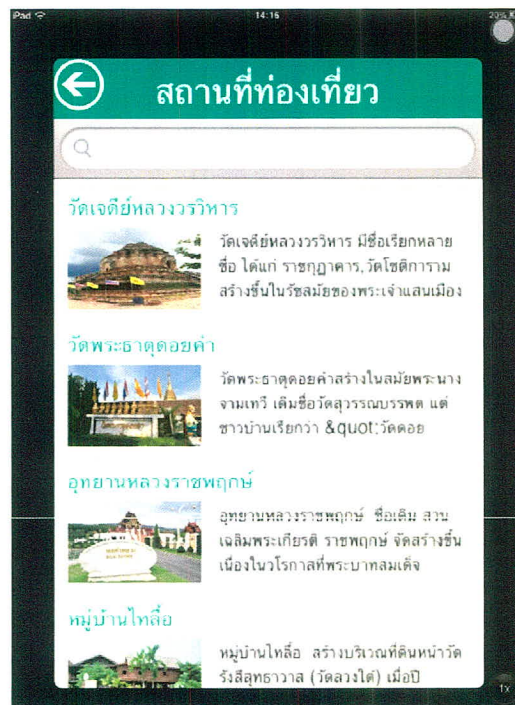 iPad
14:16
20%
สถานที่ท่องเที่ยว
วัดเจดีย์หลวงวรวิหาร
วัดเจดีย์หลวงวรวิหาร มีชื่อเรียกหลาย
ชื่อ ได้แก่ ราชกุฏาคาร,วัดโชติการาม
สร้างขึ้นในรัชสมัยของพระเจ้าแสนเมือง
วัดพระธาตุดอยคำ
วัดพระธาตุดอยคำสร้างในสมัยพระนาง
จามเทวี เดิมชื่อวัดสุวรรณบรรพต แต่
ชาวบ้านเรียกว่า &quot;วัดดอย
อุทยานหลวงราชพฤกษ์
อุทยานหลวงราชพฤกษ์ ชื่อเดิม สวน
เฉลิมพระเกียรติ ราชพฤกษ์ จัดสร้างขึ้น
เนื่องในวโรกาสที่พระบาทสมเด็จ
หมู่บ้านไทลื้อ
หมู่บ้านไทลื้อ สร้างบริเวณที่ดินหน้าวัด
รังสีสุทธาวาส (วัดลวงใต้) เมื่อปี
1x